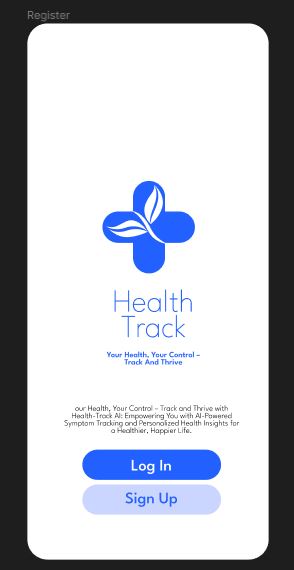 Register
Health
Track
Your Health, Your Control –
Track And Thrive
our Health, Your Control – Track and Thrive with
Health-Track AI: Empowering You with AI-Powered
Symptom Tracking and Personalized Health Insights for
a Healthier, Happier Life.
Log In
Sign Up